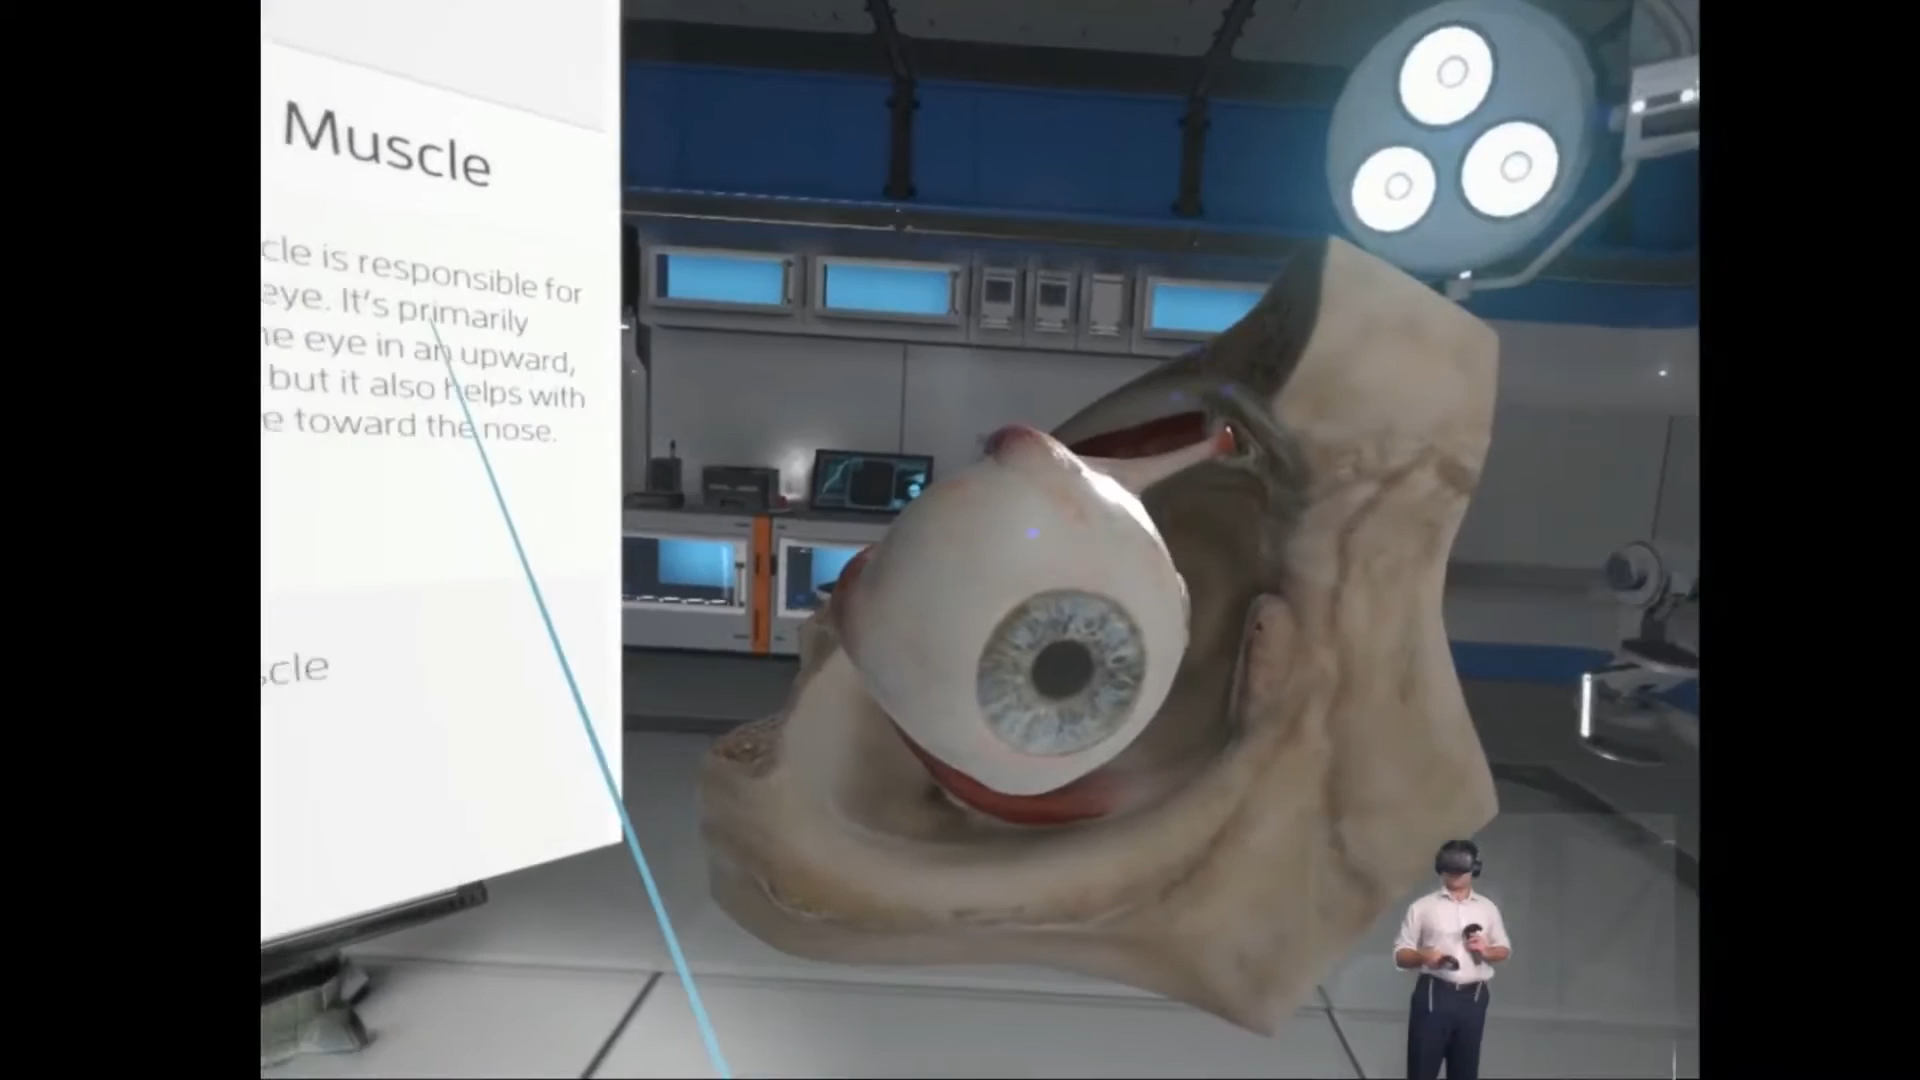 Muscle
cle is responsible for
eye. It's primarily
he eye in an upward,
but it also helps with
e toward the nose.
scle